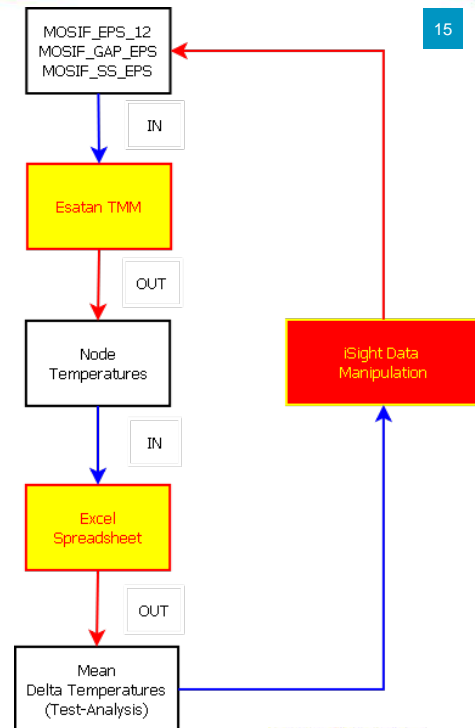 15
MOSIF_EPS_12
MOSIF_GAP_EPS
MOSIF_SS_EPS
IN
Esatan TMM
OUT
Node
Temperatures
iSight Data
Manipulation
IN
Excel
Spreadsheet
OUT
Mean
Delta Temperatures
(Test-Analysis)